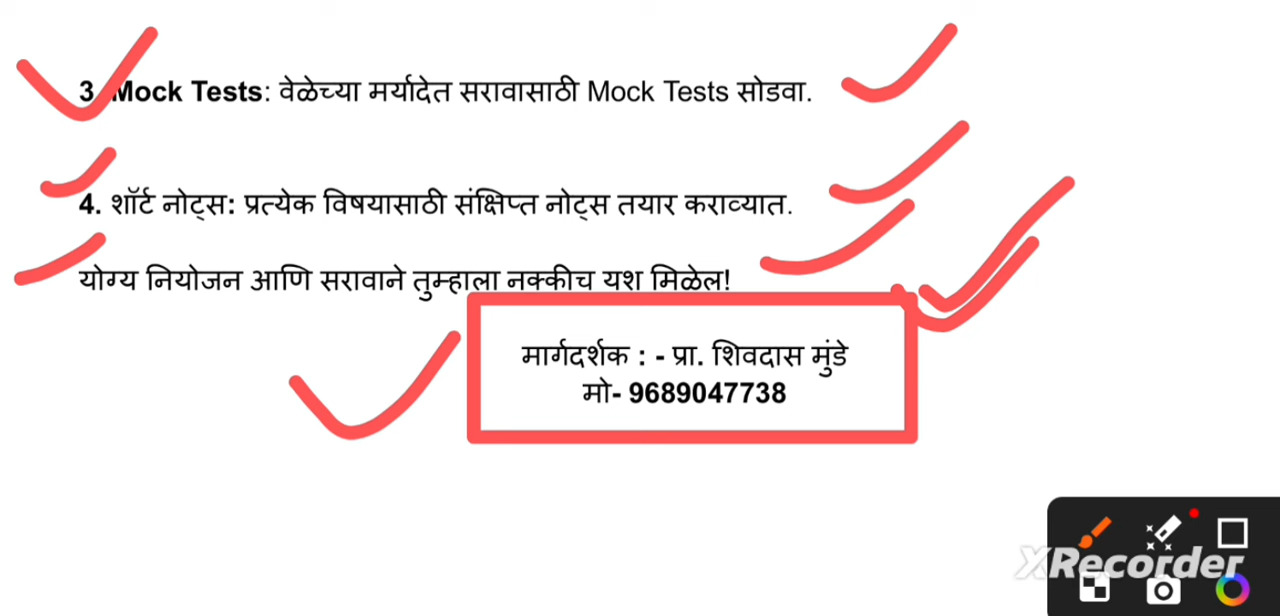 3. Mock Tests: वेळेच्या मर्यादेत सरावासाठी Mock Tests सोडवा.
4. शॉर्ट नोट्स: प्रत्येक विषयासाठी संक्षिप्त नोट्स तयार कराव्यात.
योग्य नियोजन आणि सरावाने तुम्हाला नक्कीच यश मिळेल!
मार्गदर्शक : - प्रा. शिवदास मुंडे
मो- 9689047738
XRecorder